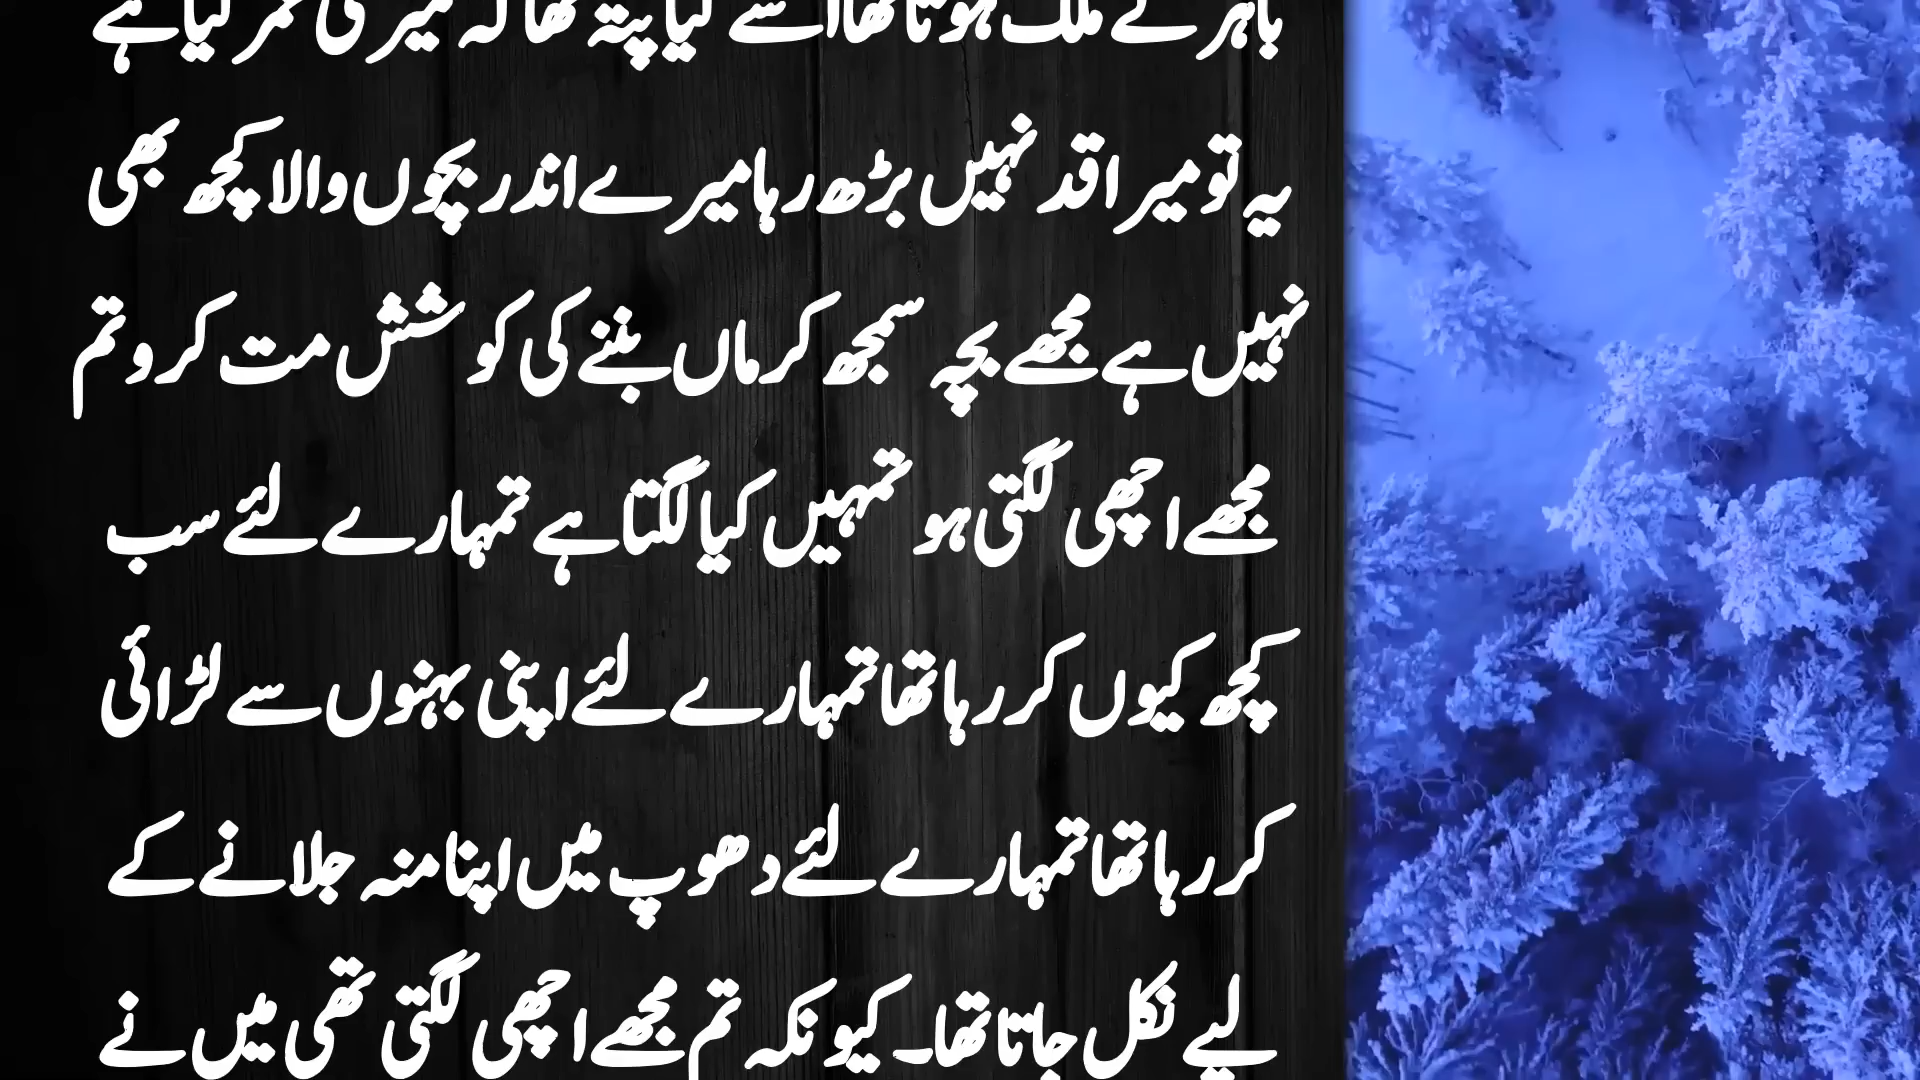 باہر کے ملک ہوتا تھا اسے کیا پتہ تھا کہ میری عمر کیا ہے
یہ تو میرا قد نہیں بڑھ رہا میرے اندر بچوں والا کچھ بھی
نہیں ہے مجھے بچہ سمجھ کر ماں بننے کی کوشش مت کرو تم
مجھے اچھی لگتی ہو تمہیں کیا لگتا ہے تمہارے لئے سب
کچھ کیوں کر رہا تھا تمہارے لئے اپنی بہنوں سے لڑائی
کر رہا تھا تمہارے لئے دھوپ میں اپنا منہ جلانے کے
لیے نکل جاتا تھا۔ کیونکہ تم مجھے اچھی لگتی تھی میں نے